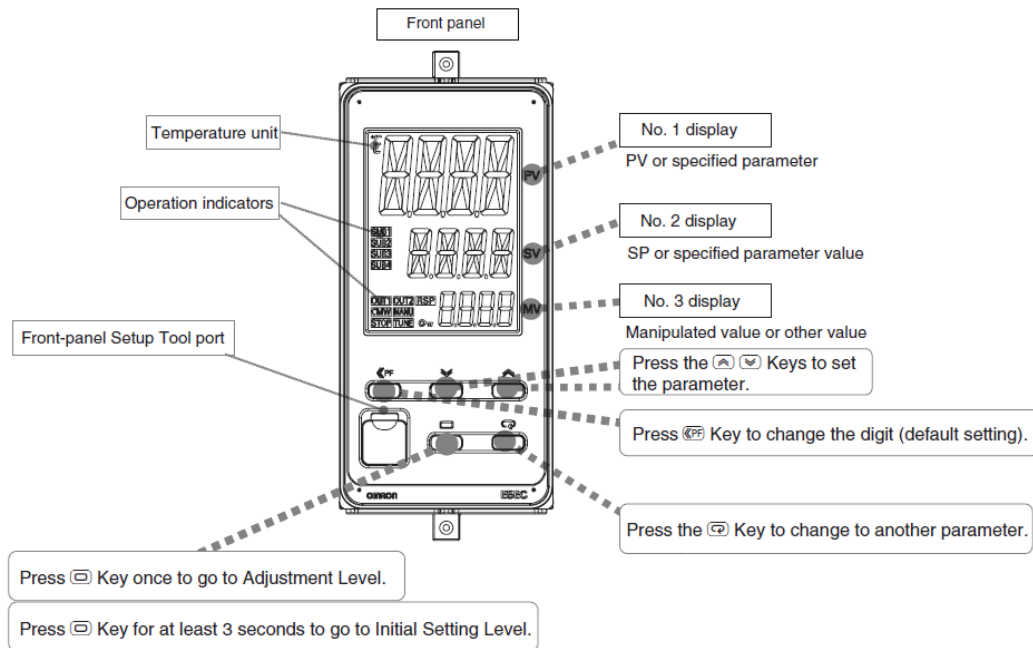 Front panel
Temperature unit
Operation indicators
Front-panel Setup Tool port
PV
SV
MV
SUB1
SUB2
SUB3
SUB4
OUT1 OUT2 RSP
CMW MANU
STOP TUNE
No. 1 display
PV or specified parameter
No. 2 display
SP or specified parameter value
No. 3 display
Manipulated value or other value
Press the Keys to set
the parameter.
PF
Press PF Key to change the digit (default setting).
Press the Key to change to another parameter.
OMRON
E5EC
Press Key once to go to Adjustment Level.
Press Key for at least 3 seconds to go to Initial Setting Level.